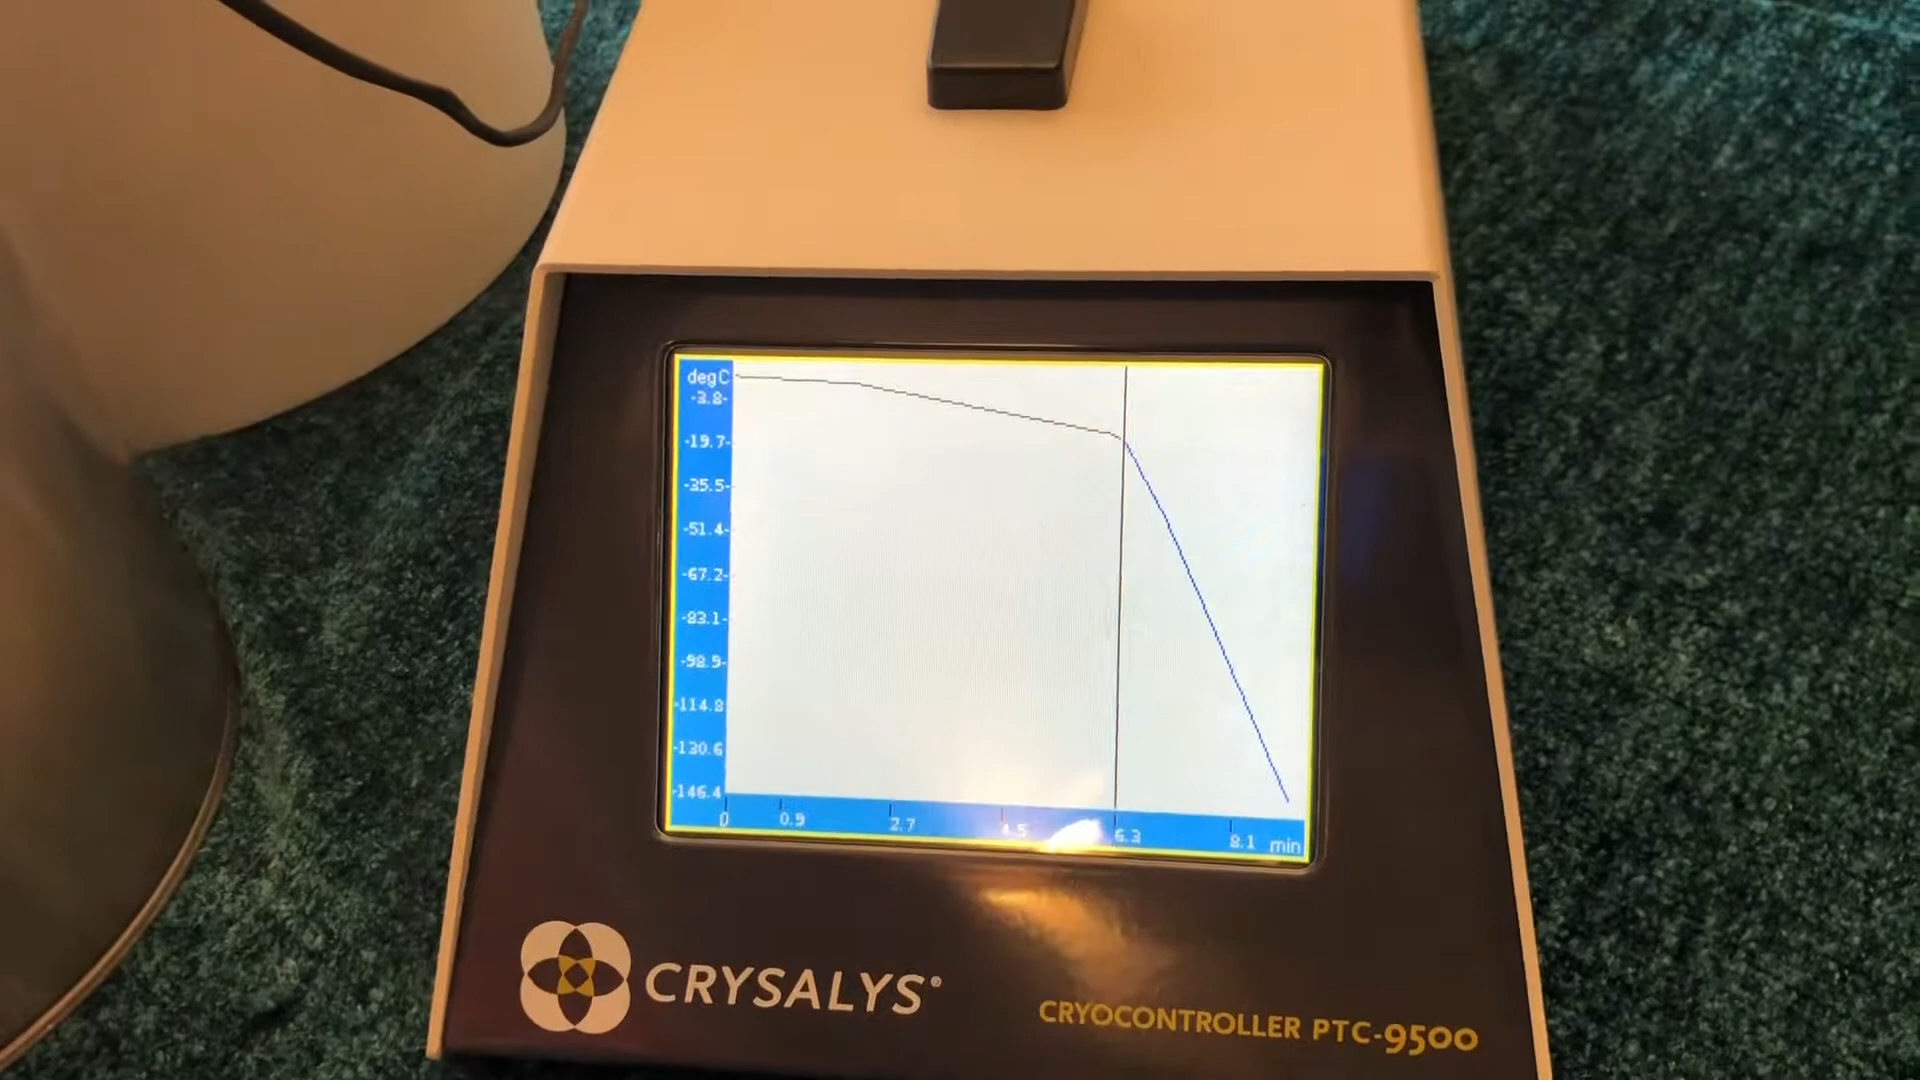 degC
-3.8-
-19.7-
-35.5-
-51.4-
-67.2-
-83.1-
-98.9-
-114.8
-130.6
-146.4
0 0.9 2.7 4.5 6.3 8.1 min
CRYSALYS®
CRYOCONTROLLER PTC-9500